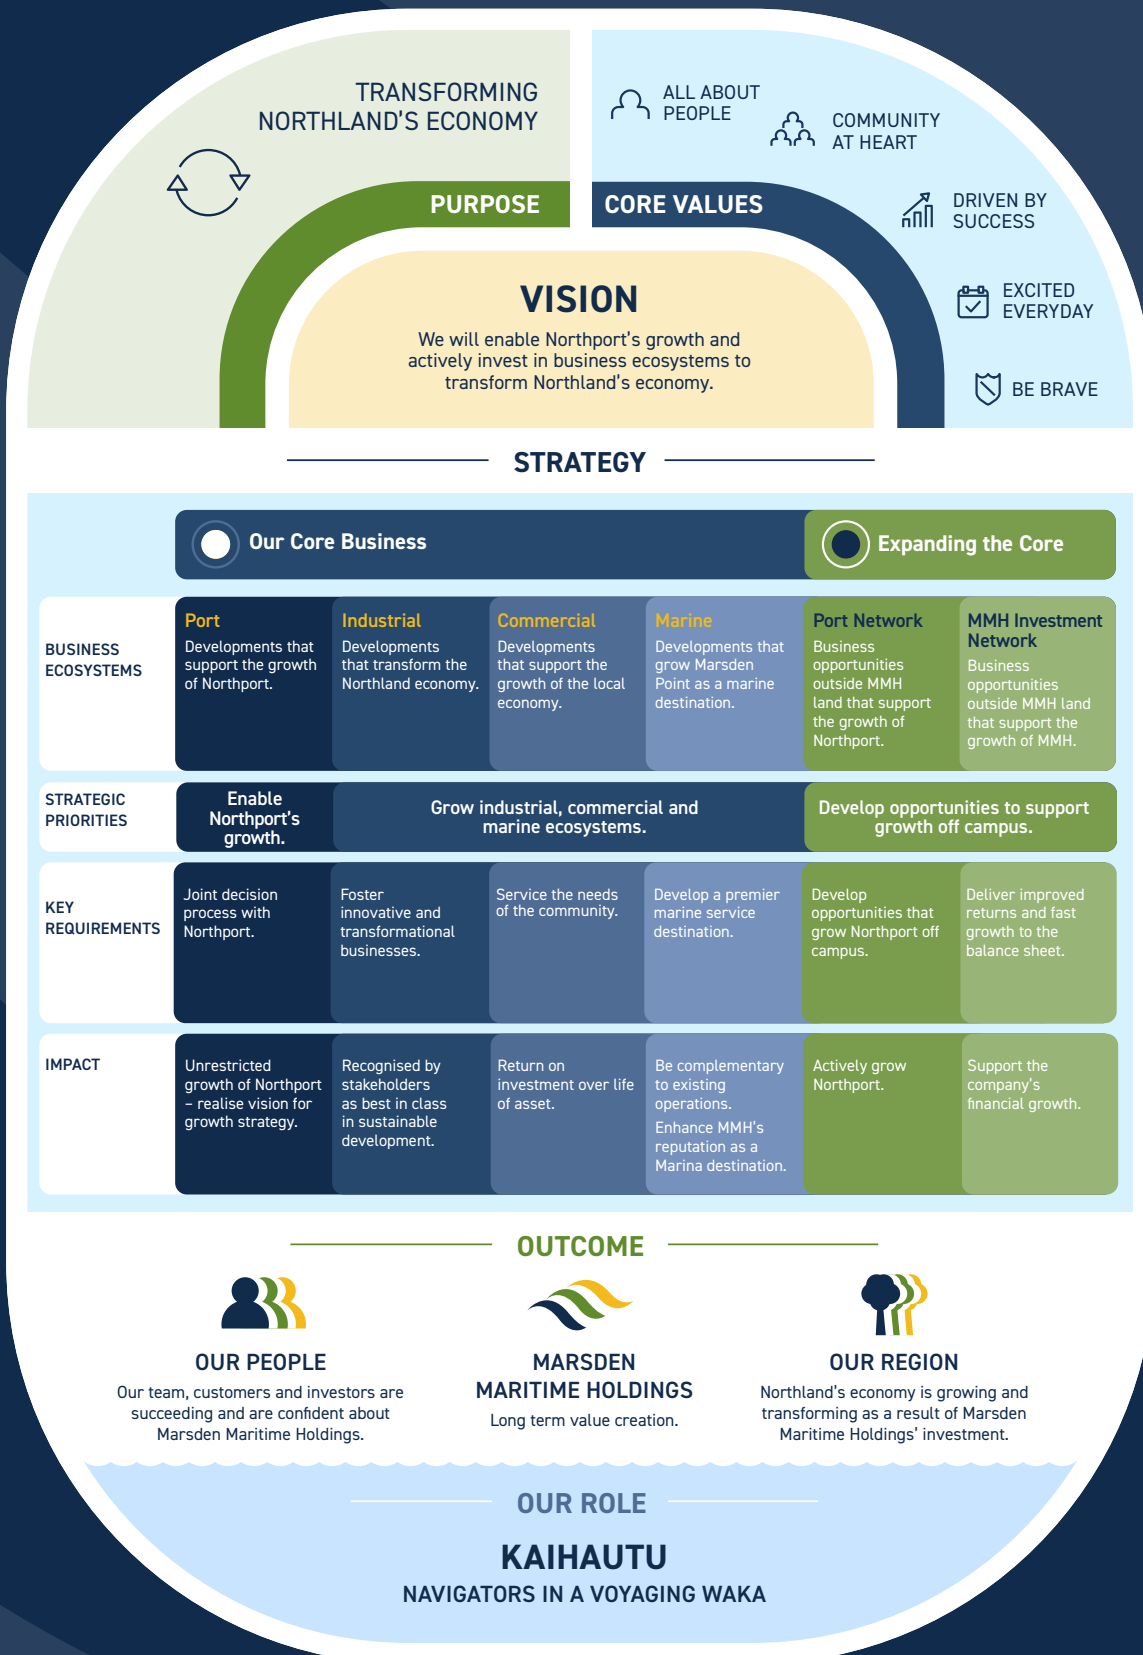 TRANSFORMING
NORTHLAND'S ECONOMY
PURPOSE
CORE VALUES
ALL ABOUT
PEOPLE
COMMUNITY
AT HEART
DRIVEN BY
SUCCESS
EXCITED
EVERYDAY
BE BRAVE
VISION
We will enable Northport's growth and
actively invest in business ecosystems to
transform Northland's economy.
STRATEGY
Our Core Business
Expanding the Core
BUSINESS
ECOSYSTEMS
Port
Developments that
support the growth
of Northport.
Industrial
Developments
that transform the
Northland economy.
Commercial
Developments
that support the
growth of the local
economy.
Marine
Developments that
grow Marsden
Point as a marine
destination.
Port Network
Business
opportunities
outside MMH
land that support
the growth of
Northport.
MMH Investment
Network
Business
opportunities
outside MMH land
that support the
growth of MMH.
STRATEGIC
PRIORITIES
Enable
Northport's
growth.
Grow industrial, commercial and
marine ecosystems.
Develop opportunities to support
growth off campus.
KEY
REQUIREMENTS
Joint decision
process with
Northport.
Foster
innovative and
transformational
businesses.
Service the needs
of the community.
Develop a premier
marine service
destination.
Develop
opportunities that
grow Northport off
campus.
Deliver improved
returns and fast
growth to the
balance sheet.
IMPACT
Unrestricted
growth of Northport
– realise vision for
growth strategy.
Recognised by
stakeholders
as best in class
in sustainable
development.
Return on
investment over life
of asset.
Be complementary
to existing
operations.
Enhance MMH's
reputation as a
Marina destination.
Actively grow
Northport.
Support the
company's
financial growth.
OUTCOME
OUR PEOPLE
Our team, customers and investors are
succeeding and are confident about
Marsden Maritime Holdings.
MARSDEN
MARITIME HOLDINGS
Long term value creation.
OUR REGION
Northland's economy is growing and
transforming as a result of Marsden
Maritime Holdings' investment.
OUR ROLE
KAIHAUTU
NAVIGATORS IN A VOYAGING WAKA